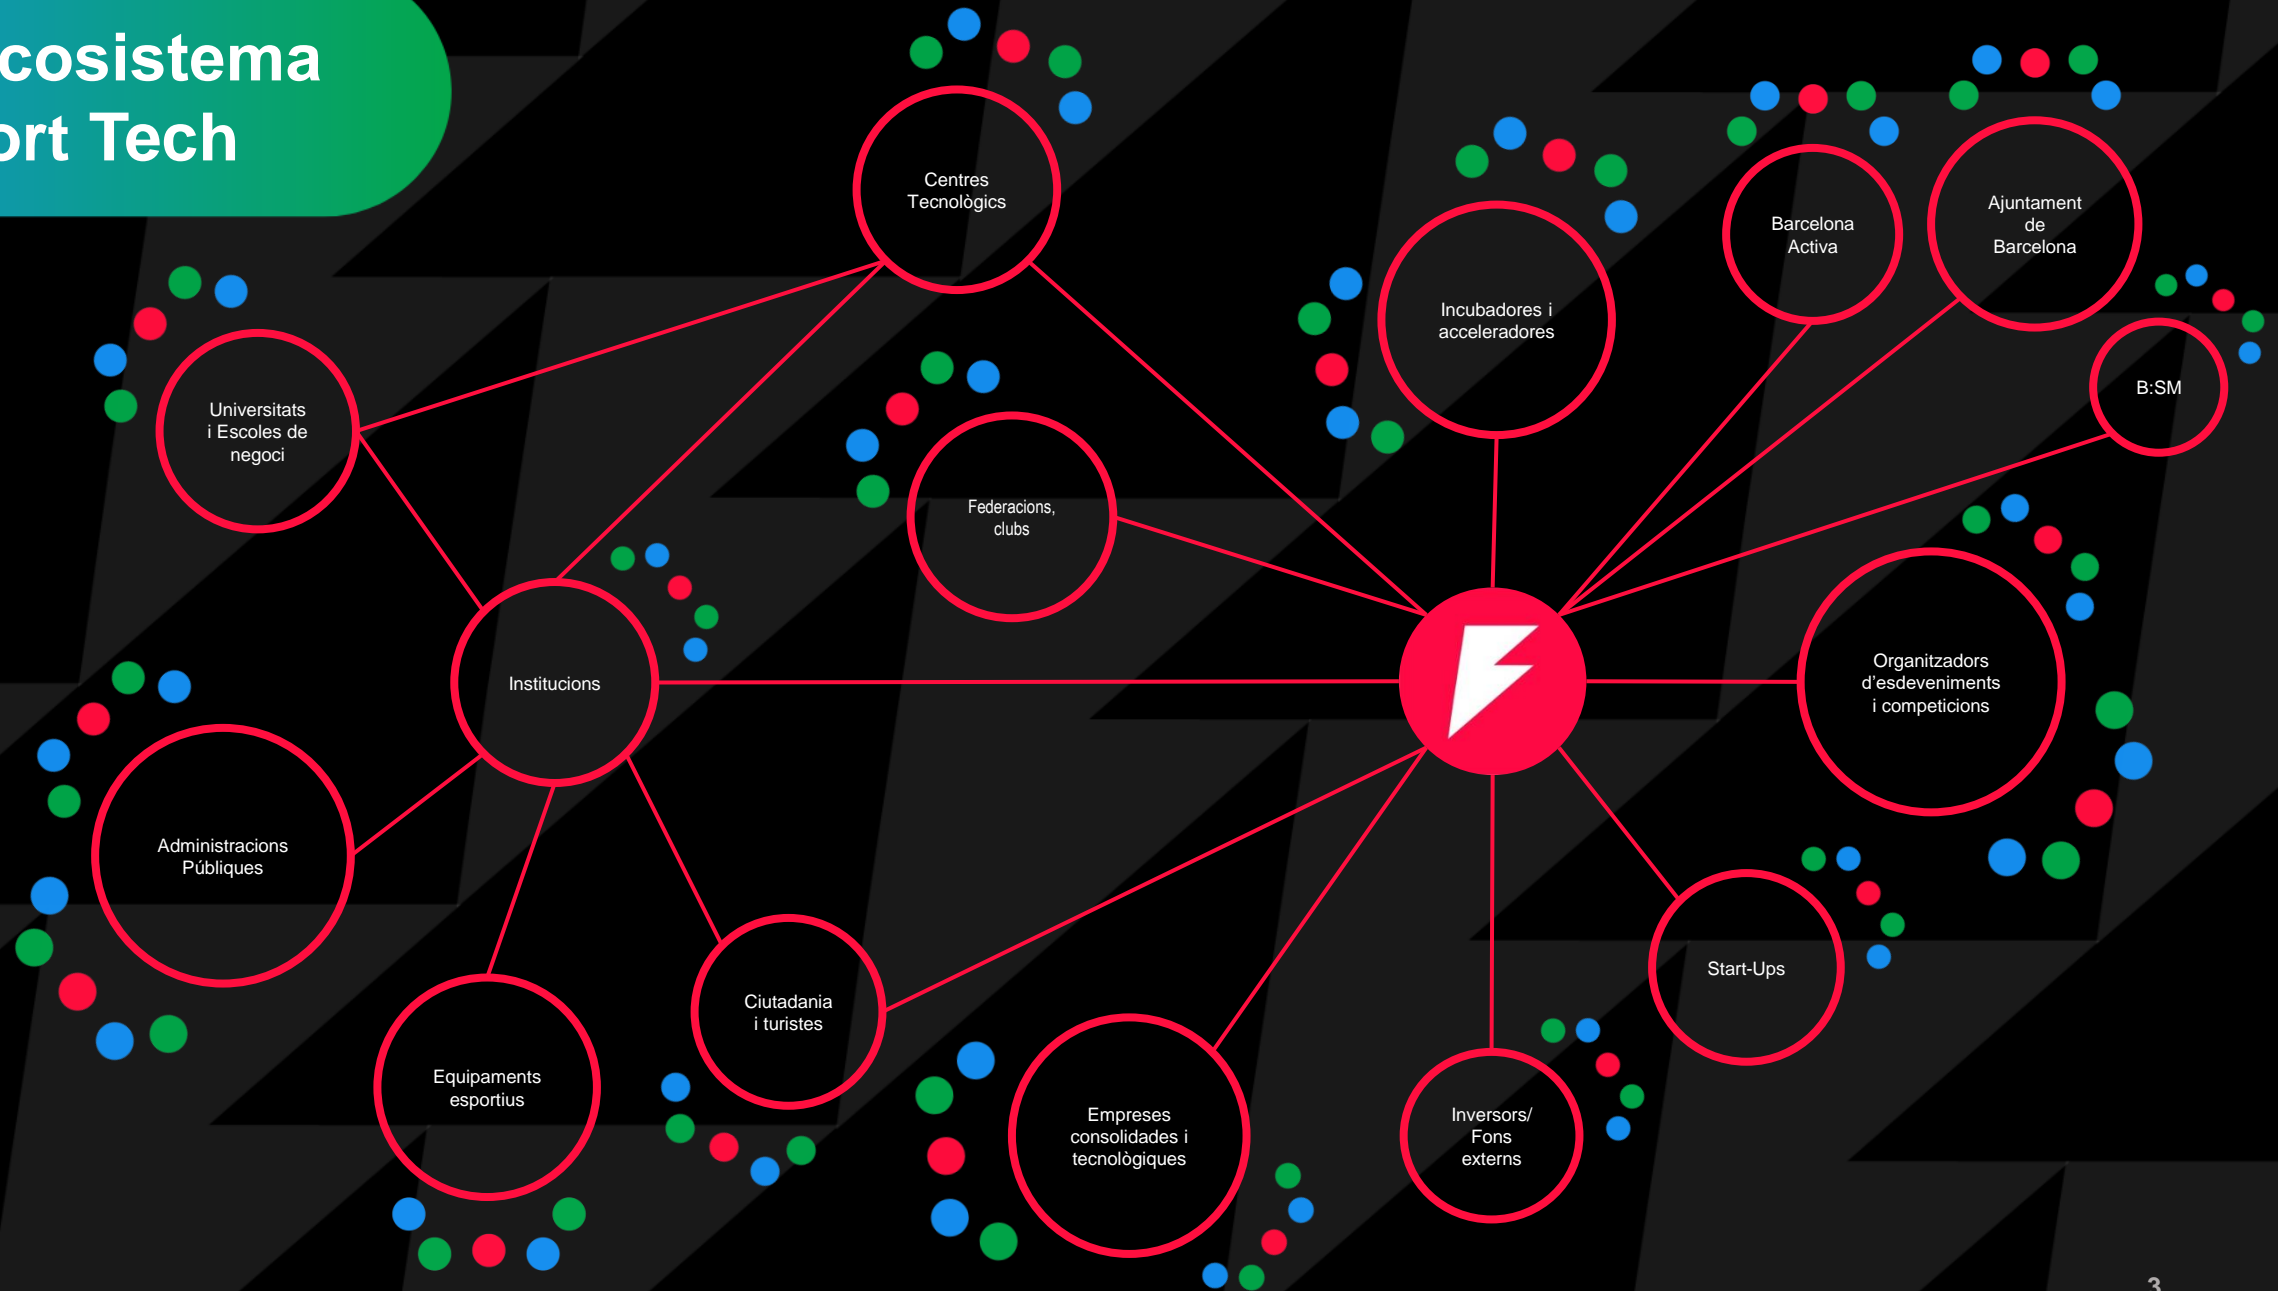 cosistema
ort Tech
Centres
Tecnològics
Barcelona
Activa
Ajuntament
de
Barcelona
Incubadores i
acceleradores
B:SM
Universitats
i Escoles de
negoci
Federacions,
clubs
Institucions
Organitzadors
d'esdeveniments
i competicions
Administracions
Públiques
Start-Ups
Ciutadania
i turistes
Equipaments
esportius
Empreses
consolidades i
tecnològiques
Inversors/
Fons
externs
3